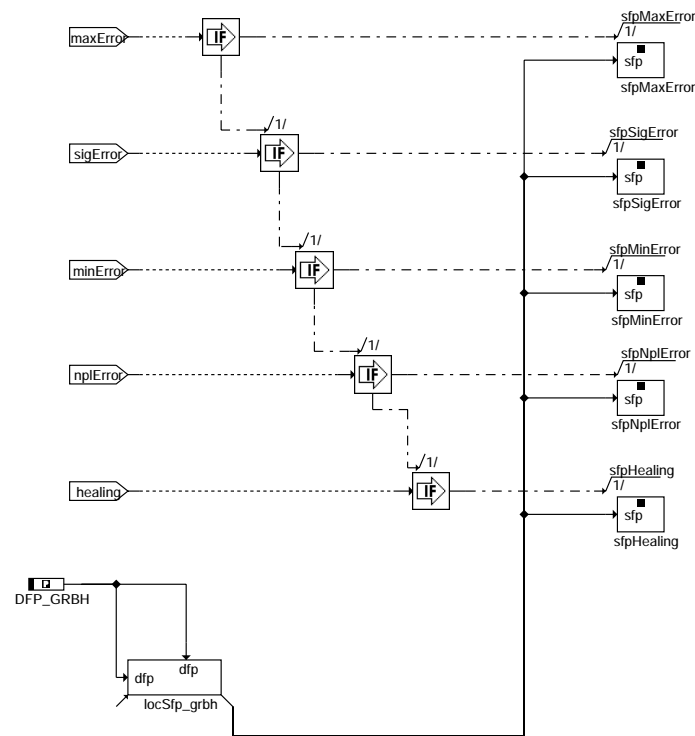 sfpMaxError
maxError
IF
1/
sfp
sfpMaxError
/1/
sfpSigError
sigError
IF
1/
sfp
sfpSigError
/1/
sfpMinError
minError
IF
1/
sfp
sfpMinError
/1/
sfpNplError
nplError
IF
1/
sfp
sfpNplError
/1/
sfpHealing
healing
IF
1/
sfp
sfpHealing
P
DFP_GRBH
dfp
dfp
locSfp_grbh